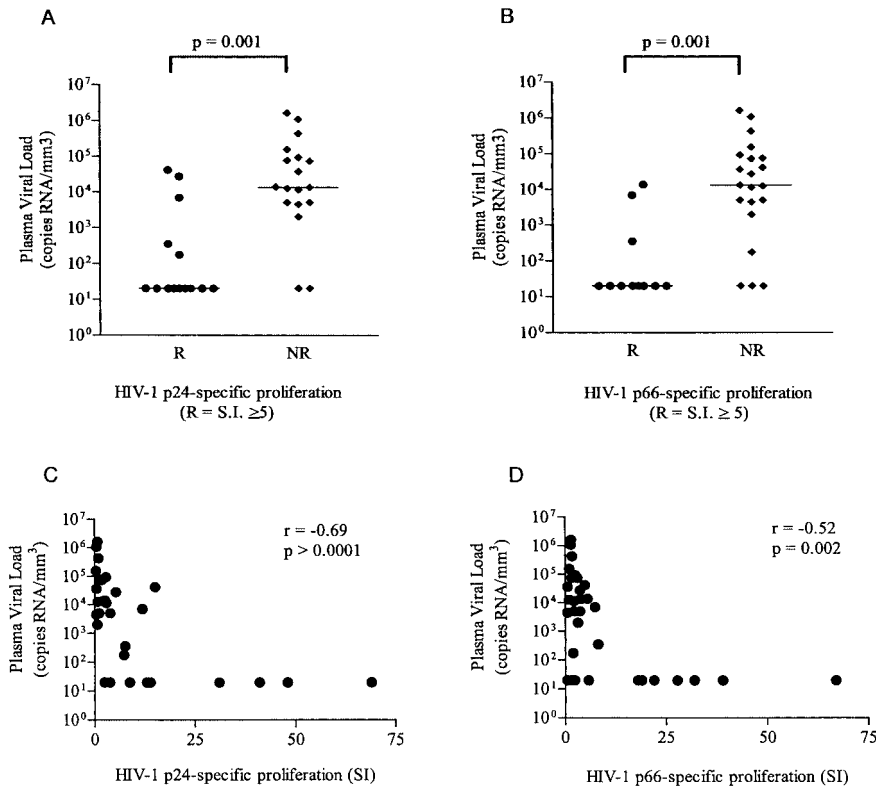 A
p = 0.001
10⁷
10⁶
10⁵
10⁴
10³
10²
10¹
10⁰
Plasma Viral Load
(copies RNA/mm3)
R
NR
HIV-1 p24-specific proliferation
(R = S.I. ≥5)
B
p = 0.001
10⁷
10⁶
10⁵
10⁴
10³
10²
10¹
10⁰
Plasma Viral Load
(copies RNA/mm3)
R
NR
HIV-1 p66-specific proliferation
(R = S.I. ≥ 5)
C
r = -0.69
p > 0.0001
10⁷
10⁶
10⁵
10⁴
10³
10²
10¹
10⁰
Plasma Viral Load
(copies RNA/mm³)
0
25
50
75
HIV-1 p24-specific proliferation (SI)
D
r = -0.52
p = 0.002
10⁷
10⁶
10⁵
10⁴
10³
10²
10¹
10⁰
Plasma Viral Load
(copies RNA/mm³)
0
25
50
75
HIV-1 p66-specific proliferation (SI)